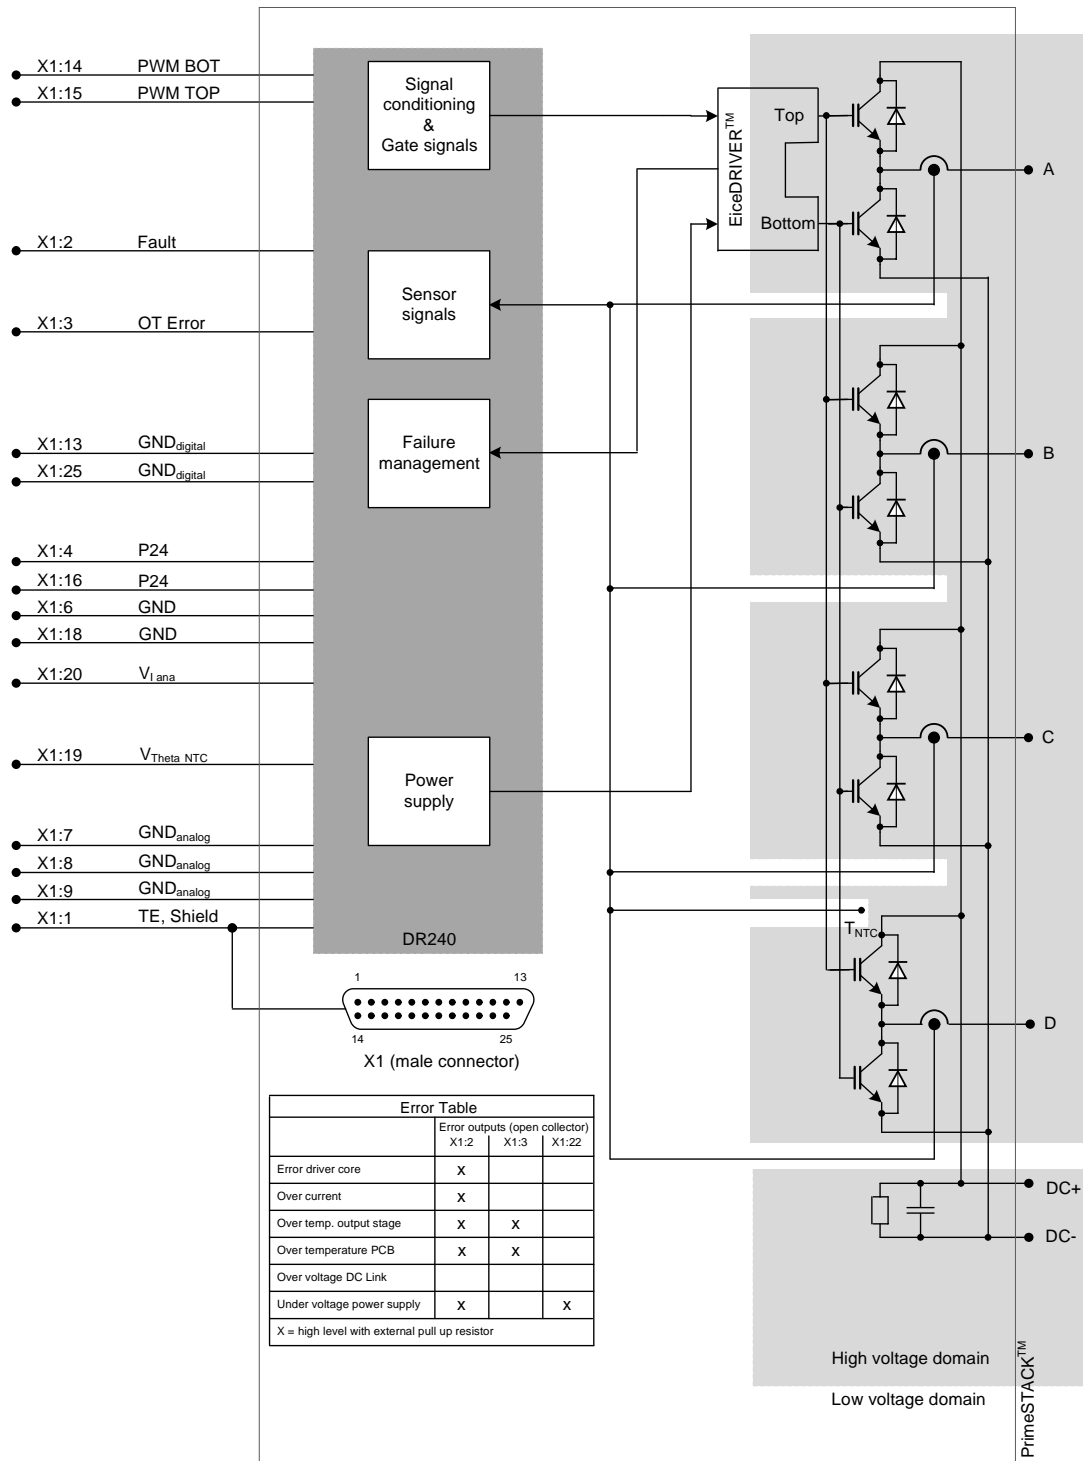 X1:14 PWM BOT
X1:15 PWM TOP
X1:2 Fault
X1:3 OT Error
X1:13 GNDdigital
X1:25 GNDdigital
X1:4 P24
X1:16 P24
X1:6 GND
X1:18 GND
X1:20 VI ana
X1:19 VTheta NTC
X1:7 GNDanalog
X1:8 GNDanalog
X1:9 GNDanalog
X1:1 TE, Shield
Signal
conditioning
&
Gate signals
Sensor
signals
Failure
management
Power
supply
DR240
EiceDRIVER™
Top
Bottom
A
B
C
TNTC
D
DC+
DC-
1 13
14 25
X1 (male connector)
Error Table
Error outputs (open collector)
X1:2 X1:3 X1:22
Error driver core x
Over current x
Over temp. output stage x x
Over temperature PCB x x
Over voltage DC Link
Under voltage power supply x x
X = high level with external pull up resistor
High voltage domain
Low voltage domain
PrimeSTACK™